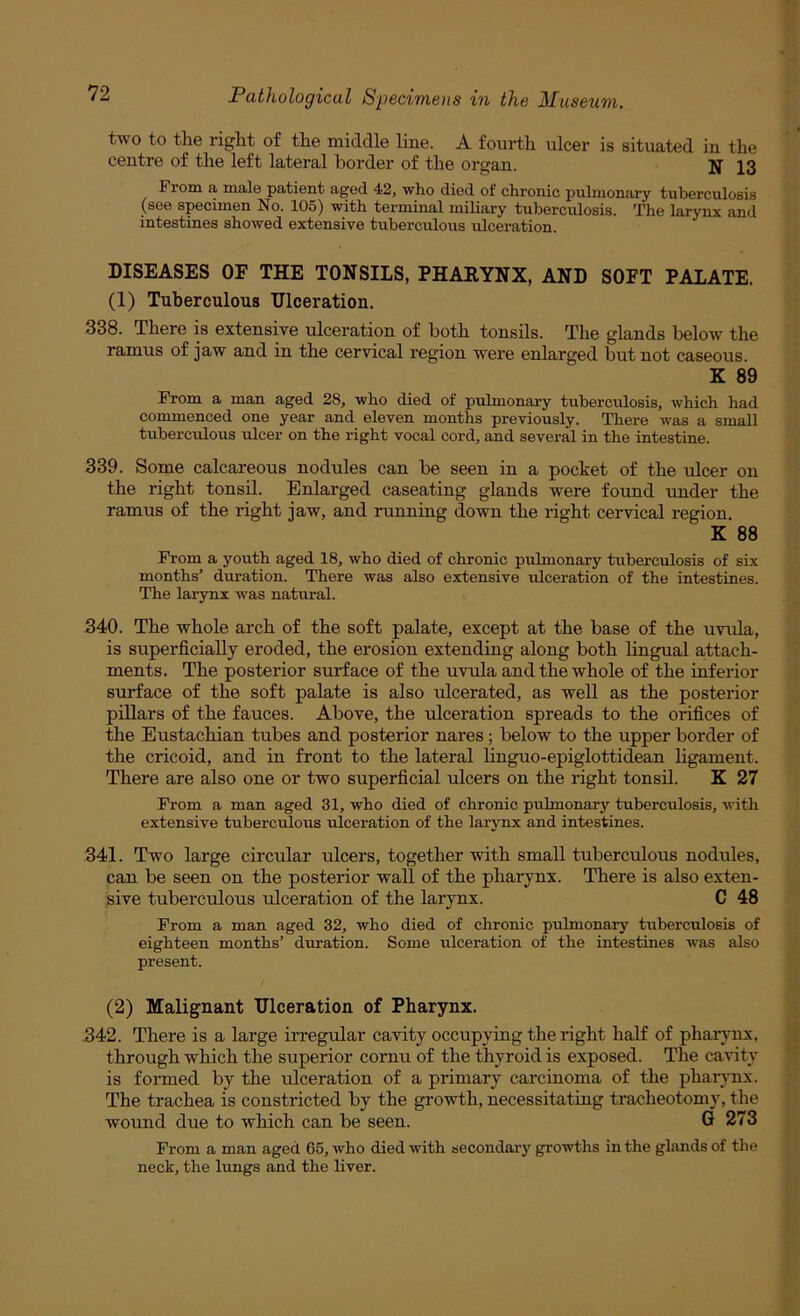 72
Pathological Specimens in the Museum.
two to the right of the middle line. A fourth ulcer is situated in the
centre of the left lateral border of the organ. N 13
From a male patient aged 42, who died of chronic pulmonary tuberculosis
(see specimen No. 105) with terminal miliary tuberculosis. The larynx and
intestines showed extensive tuberculous ulceration.
DISEASES OF THE TONSILS, PHARYNX, AND SOFT PALATE.
(1) Tuberculous Ulceration.
338. There is extensive ulceration of both tonsils. The glands below the
ramus of jaw and in the cervical region were enlarged but not caseous.
K 89
From a man aged 28, who died of pulmonary tuberculosis, which had
commenced one year and eleven months previously. There was a small
tuberculous ulcer on the right vocal cord, and several in the intestine.
339. Some calcareous nodules can be seen in a pocket of the ulcer on
the right tonsil. Enlarged caseating glands were found under the
ramus of the right jaw, and running down the right cervical region.
K 88
From a youth aged 18, who died of chronic pulmonary tuberculosis of six
months' duration. There was also extensive ulceration of the intestines.
The larynx was natural.
340. The whole arch of the soft palate, except at the base of the uvula,
is superficially eroded, the erosion extending along both lingual attach-
ments. The posterior surface of the uvula and the whole of the inferior
surface of the soft palate is also ulcerated, as well as the posterior
pillars of the fauces. Above, the ulceration spreads to the orifices of
the Eustachian tubes and posterior nares; below to the upper border of
the cricoid, and in front to the lateral linguo-epiglottidean ligament.
There are also one or two superficial ulcers on the right tonsil. K 27
From a man aged 31, who died of chronic pulmonary tuberculosis, with
extensive tuberculous ulceration of the larynx and intestines.
341. Two large circular ulcers, together with small tuberculous nodules,
can be seen on the posterior wall of the pharynx. There is also exten-
sive tuberculous ulceration of the larynx. C 48
From a man aged 32, who died of chronic pulmonary tuberculosis of
eighteen months' duration. Some ulceration of the intestines was also
present.
(2) Malignant Ulceration of Pharynx.
342. There is a large irregular cavity occupying the right half of pharynx,
through which the superior cornu of the thyroid is exposed. The cavity
is formed by the ulceration of a primary carcinoma of the pharynx.
The trachea is constricted by the growth, necessitating tracheotomy, the
wound due to which can be seen. G 273
From a man aged 65, who died with secondary growths in the glands of the
neck, the lungs and the liver.